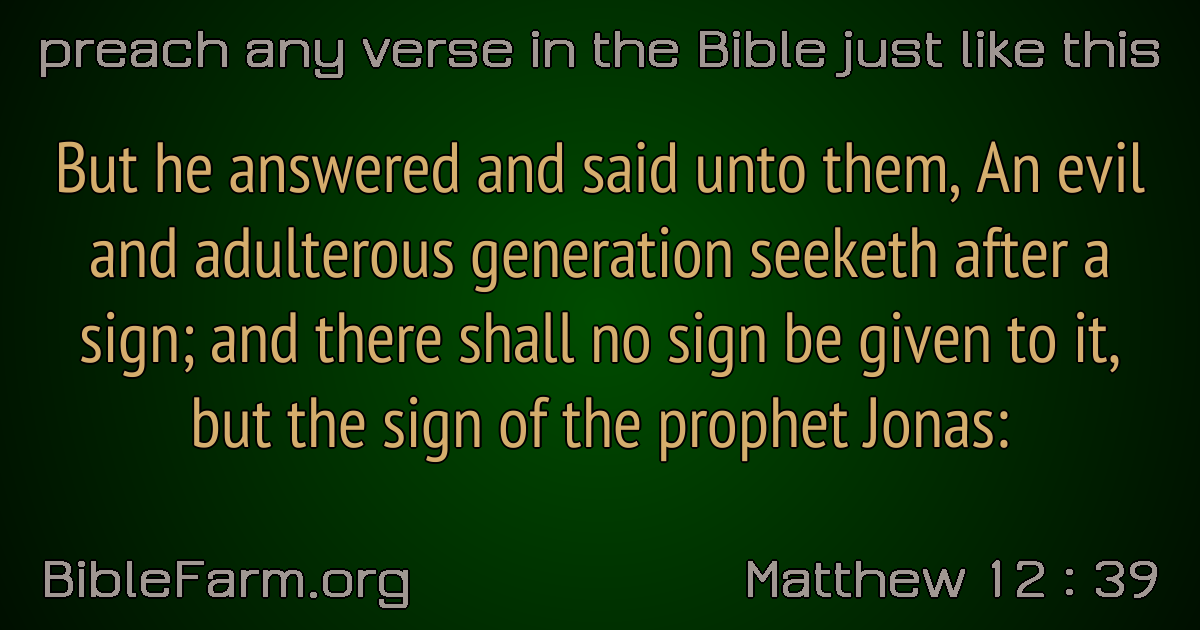 preach any verse in the Bible just like this
But he answered and said unto them, An evil
and adulterous generation seeketh after a
sign; and there shall no sign be given to it,
but the sign of the prophet Jonas:
BibleFarm.org
Matthew 12 : 39